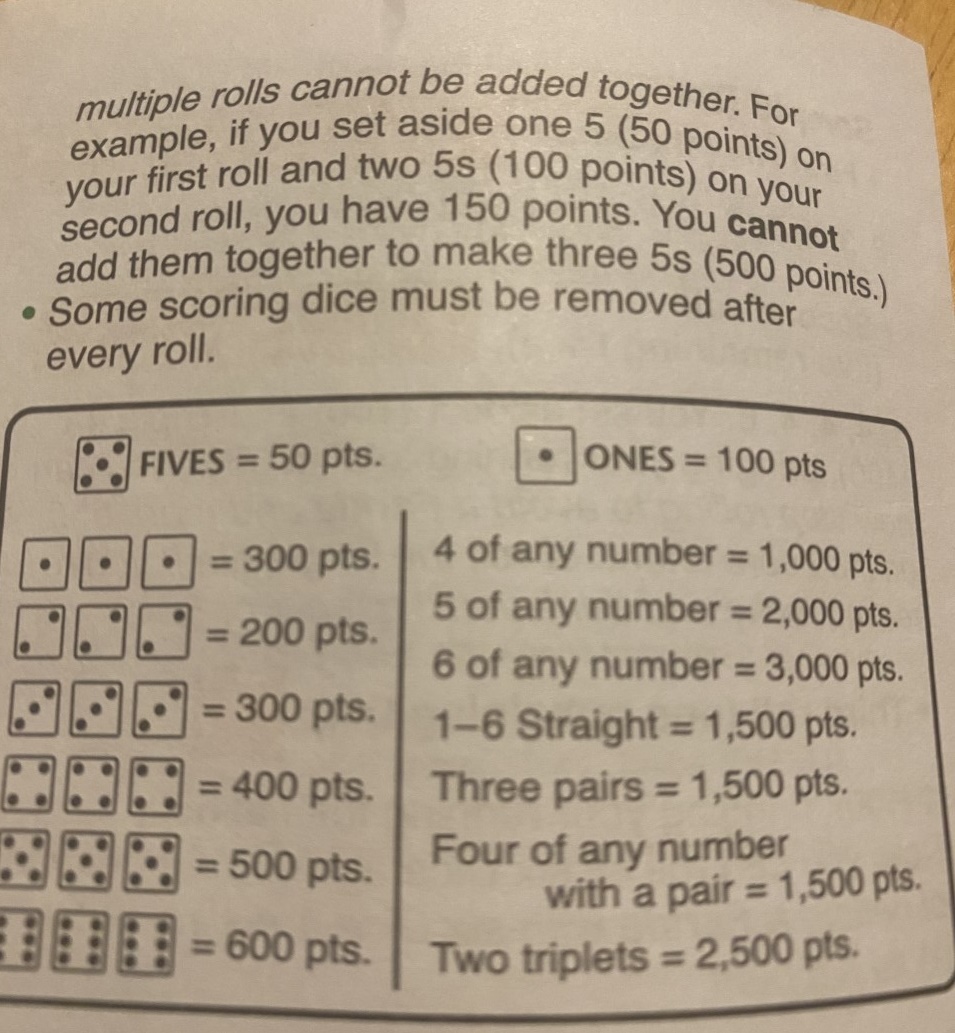 multiple rolls cannot be added together. For
example, if you set aside one 5 (50 points) on
your first roll and two 5s (100 points) on your
second roll, you have 150 points. You cannot
add them together to make three 5s (500 points.)
• Some scoring dice must be removed after
every roll.
FIVES = 50 pts.
ONES = 100 pts
= 300 pts.
= 200 pts.
= 300 pts.
= 400 pts.
= 500 pts.
= 600 pts.
4 of any number = 1,000 pts.
5 of any number = 2,000 pts.
6 of any number = 3,000 pts.
1–6 Straight = 1,500 pts.
Three pairs = 1,500 pts.
Four of any number
with a pair = 1,500 pts.
Two triplets = 2,500 pts.